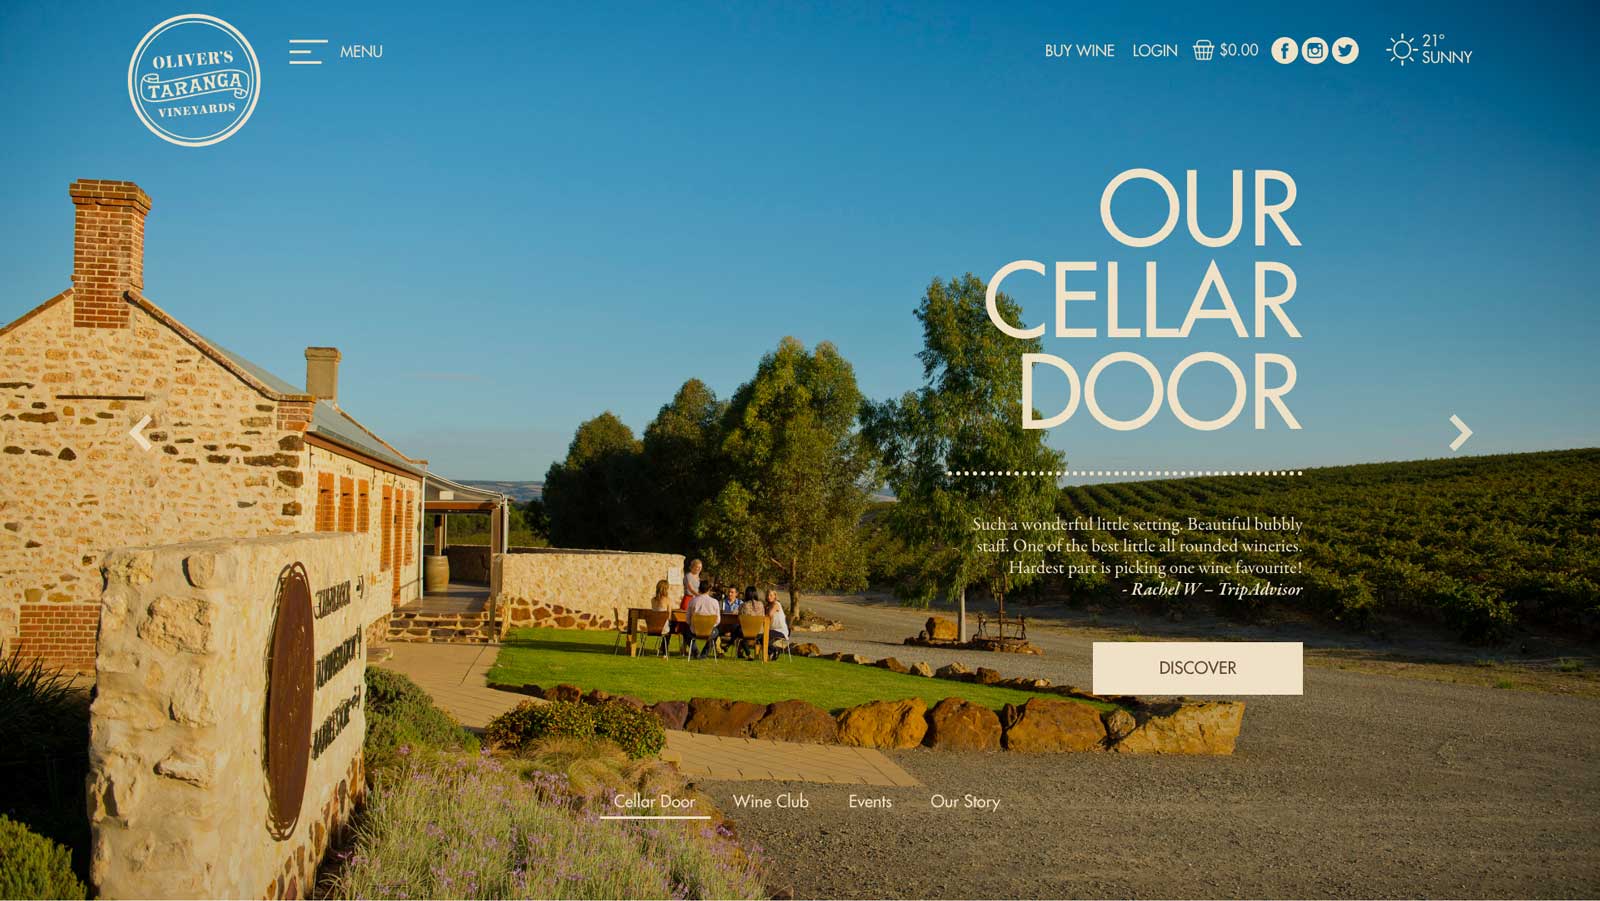 OLIVER'S
TARANGA
VINEYARDS
MENU
BUY WINE
LOGIN
$0.00
21°
SUNNY
OUR
CELLAR
DOOR
Such a wonderful little setting. Beautiful bubbly
staff. One of the best little all rounded wineries.
Hardest part is picking one wine favourite!
- Rachel W – TripAdvisor
DISCOVER
Cellar Door
Wine Club
Events
Our Story